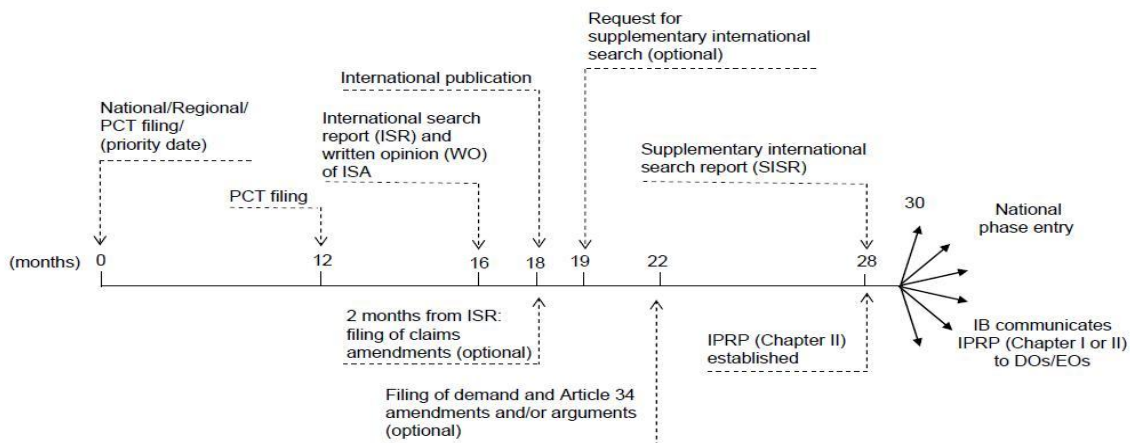 Request for
supplementary international
search (optional)
International publication
National/Regional/
PCT filing/
(priority date)
International search
report (ISR) and
written opinion (WO)
of ISA
Supplementary international
search report (SISR)
PCT filing
30
National
phase entry
(months)
0
12
16
18
19
22
28
2 months from ISR:
filing of claims
amendments (optional)
IPRP (Chapter II)
established
IB communicates
IPRP (Chapter I or II)
to DOs/EOs
Filing of demand and Article 34
amendments and/or arguments
(optional)